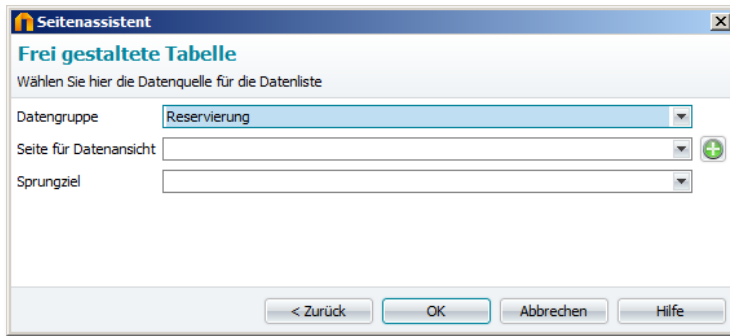 Seitenassistent
Frei gestaltete Tabelle
Wählen Sie hier die Datenquelle für die Datenliste
Datengruppe Reservierung
Seite für Datenansicht
Sprungziel
< Zurück OK Abbrechen Hilfe